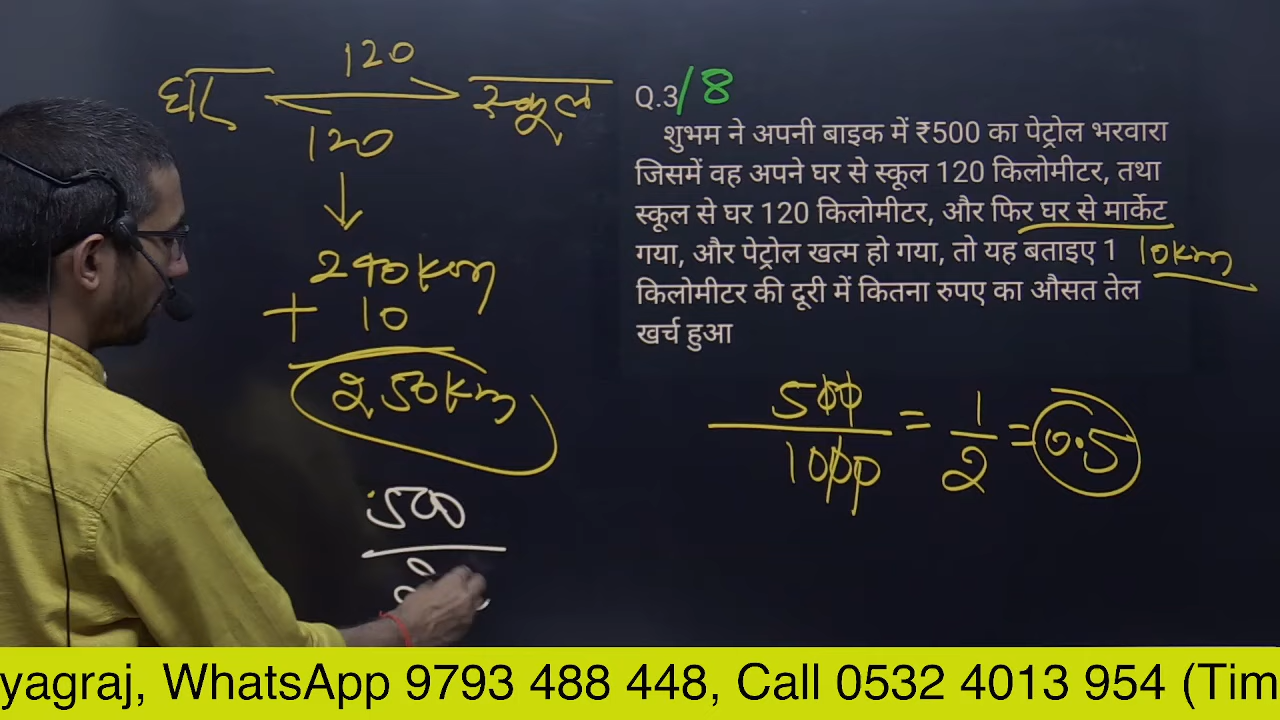 120
घर स्कूल
120
240km
+ 10
250km
500
Q.3/8
शुभम ने अपनी बाइक में ₹500 का पेट्रोल भरवारा
जिसमें वह अपने घर से स्कूल 120 किलोमीटर, तथा
स्कूल से घर 120 किलोमीटर, और फिर घर से मार्केट
गया, और पेट्रोल खत्म हो गया, तो यह बताइए 1 10km
किलोमीटर की दूरी में कितना रुपए का औसत तेल
खर्च हुआ
500
1000
= 1
2
= 0.5
yagraj, WhatsApp 9793 488 448, Call 0532 4013 954 (Tim